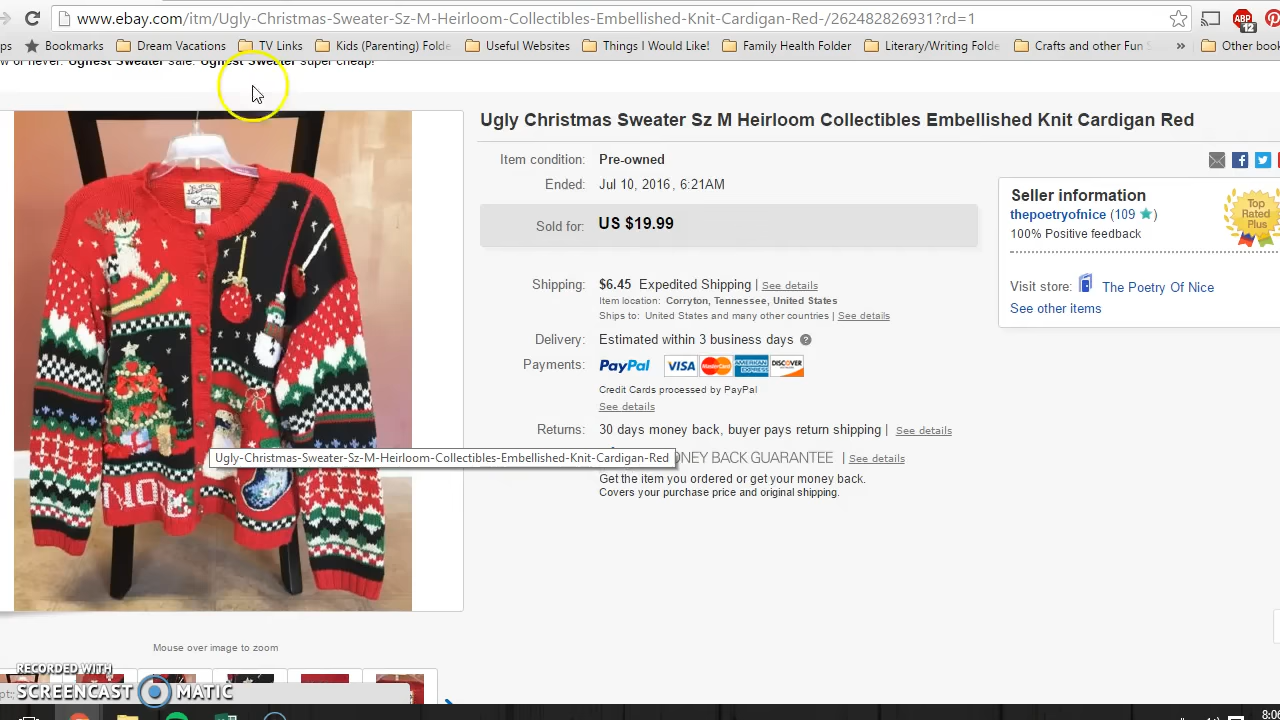 www.ebay.com/itm/Ugly-Christmas-Sweater-Sz-M-Heirloom-Collectibles-Embellished-Knit-Cardigan-Red-/262482826931?rd=1
ABP
12
ps Bookmarks Dream Vacations TV Links Kids (Parenting) Folde Useful Websites Things I Would Like! Family Health Folder Literary/Writing Folde Crafts and other Fun S » Other book
w or never. Ugliest Sweater sale. Ugliest Sweater super cheap!
Ugly Christmas Sweater Sz M Heirloom Collectibles Embellished Knit Cardigan Red
Item condition: Pre-owned
Ended: Jul 10, 2016 , 6:21AM
Sold for: US $19.99
Shipping: $6.45 Expedited Shipping | See details
Item location: Corryton, Tennessee, United States
Ships to: United States and many other countries | See details
Delivery: Estimated within 3 business days
Payments: PayPal VISA MasterCard AMERICAN EXPRESS DISCOVER
Credit Cards processed by PayPal
See details
Returns: 30 days money back, buyer pays return shipping | See details
ONEY BACK GUARANTEE | See details
Get the item you ordered or get your money back.
Covers your purchase price and original shipping.
Seller information
thepoetryofnice (109 ★)
100% Positive feedback
Top Rated Plus
Visit store: The Poetry Of Nice
See other items
Ugly-Christmas-Sweater-Sz-M-Heirloom-Collectibles-Embellished-Knit-Cardigan-Red
NOE
Mouse over image to zoom
RECORDED WITH
SCREENCAST MATIC
8:06